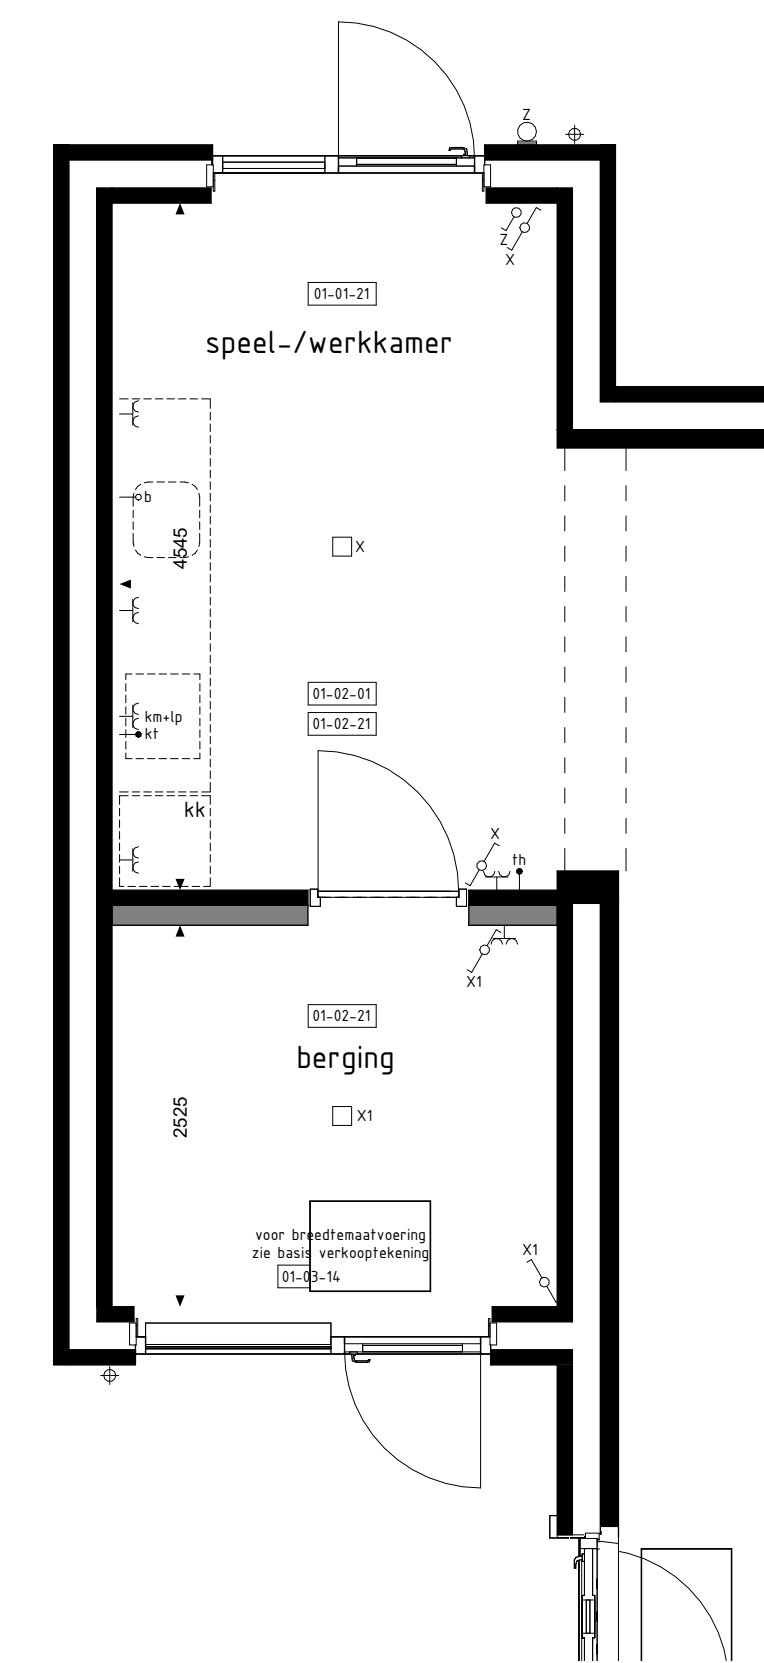 Z
Z
X
01-01-21
speel-/werkkamer
b
4545
X
01-02-01
km+lp
01-02-21
kt
kk
X
th
X1
01-02-21
berging
X1
2525
voor breedtemaatvoering
zie basis verkooptekening
X1
01-03-14